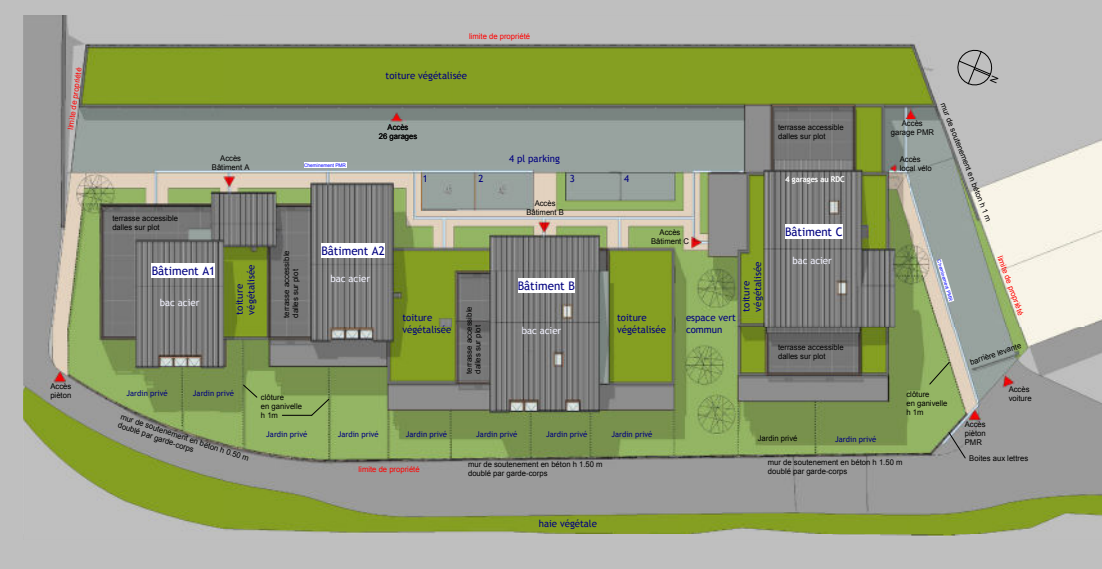 limite de propriété
toiture végétalisée
limite de propriété
N
mur de soutenement en béton h 1 m
Accès
26 garages
terrasse accessible
dalles sur plot
Accès
garage PMR
Accès
Bâtiment A
Cheminement PMR
4 pl parking
Accès
local vélo
1
2
3
4
4 garages au RDC
Accès
Bâtiment B
terrasse accessible
dalles sur plot
Bâtiment A1
bac acier
toiture
végétalisée
terrasse accessible
dalles sur plot
Bâtiment A2
bac acier
toiture
végétalisée
terrasse accessible
dalles sur plot
Bâtiment B
bac acier
toiture
végétalisée
Accès
Bâtiment C
espace vert
commun
toiture
végétalisée
Bâtiment C
bac acier
terrasse accessible
dalles sur plot
Cheminement PMR
limite de propriété
barrière levante
Accès
voiture
Accès
piéton
Jardin privé
Jardin privé
clôture
en ganivelle
h 1m
Jardin privé
Jardin privé
Jardin privé
Jardin privé
Jardin privé
Jardin privé
Jardin privé
Jardin privé
clôture
en ganivelle
h 1m
Accès
piéton
PMR
Boites aux lettres
mur de soutenement en béton h 0.50 m
doublé par garde-corps
limite de propriété
mur de soutenement en béton h 1.50 m
doublé par garde-corps
mur de soutenement en béton h 1.50 m
doublé par garde-corps
haie végétale